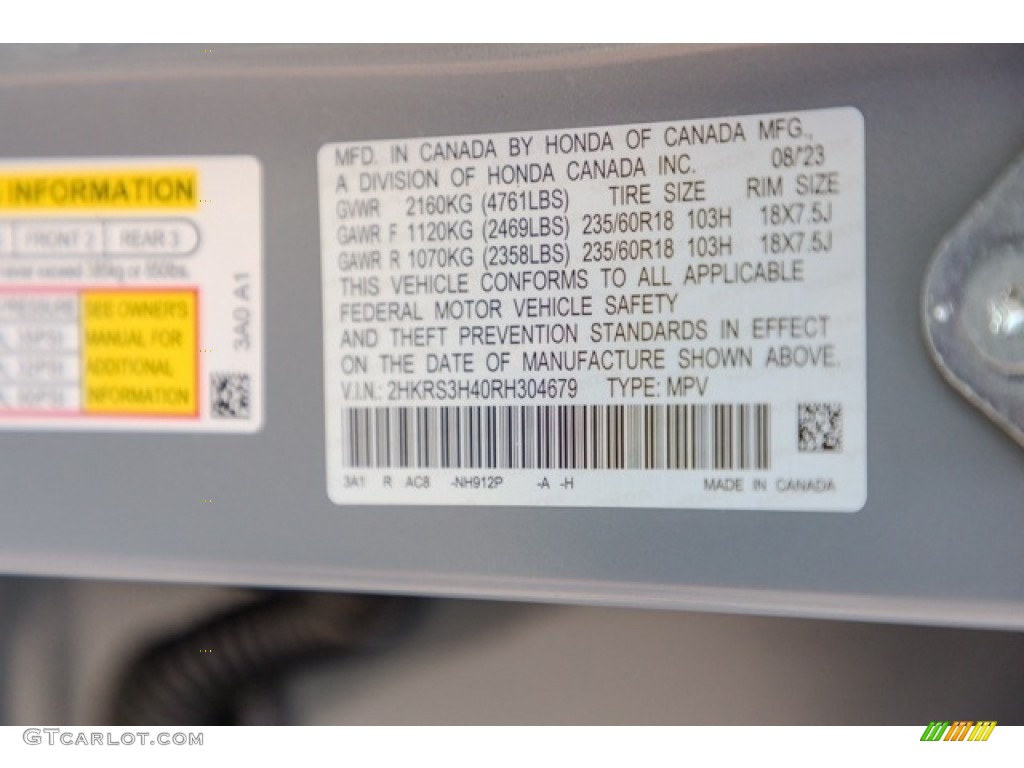 INFORMATION
FRONT 2 REAR 3
SEE OWNER'S
MANUAL FOR
ADDITIONAL
INFORMATION
3A0 A1
MFD. IN CANADA BY HONDA OF CANADA MFG.,
A DIVISION OF HONDA CANADA INC. 08/23
GVWR 2160KG (4761LBS) TIRE SIZE RIM SIZE
GAWR F 1120KG (2469LBS) 235/60R18 103H 18X7.5J
GAWR R 1070KG (2358LBS) 235/60R18 103H 18X7.5J
THIS VEHICLE CONFORMS TO ALL APPLICABLE
FEDERAL MOTOR VEHICLE SAFETY
AND THEFT PREVENTION STANDARDS IN EFFECT
ON THE DATE OF MANUFACTURE SHOWN ABOVE.
V.I.N.: 2HKRS3H40RH304679 TYPE: MPV
3A1 R AC8 -NH912P -A -H MADE IN CANADA
GTCARLOT.COM